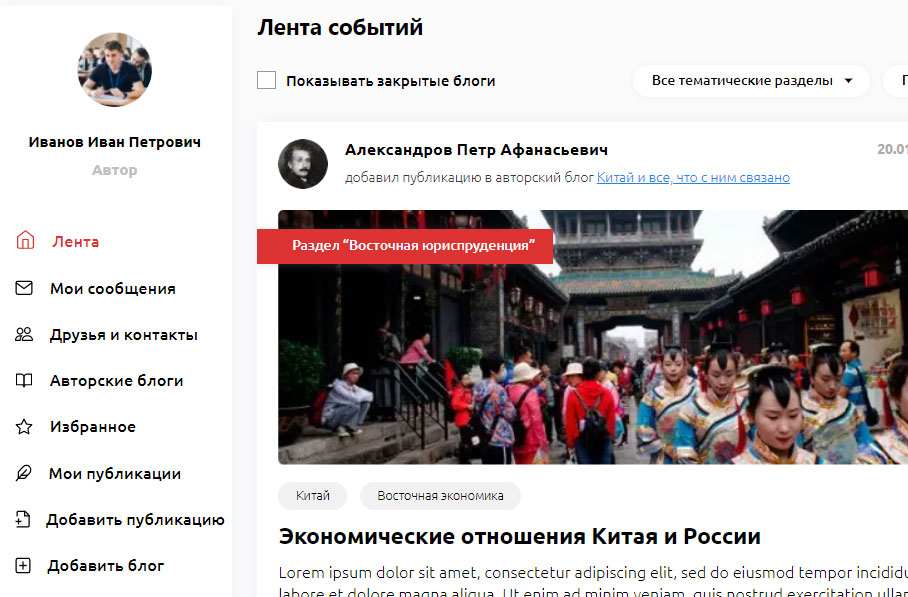 Иванов Иван Петрович
Автор
Лента
Мои сообщения
Друзья и контакты
Авторские блоги
Избранное
Мои публикации
Добавить публикацию
Добавить блог
Лента событий
Показывать закрытые блоги
Все тематические разделы
Александров Петр Афанасьевич
20.01
добавил публикацию в авторский блог Китай и все, что с ним связано
Раздел “Восточная юриспруденция”
Китай
Восточная экономика
Экономические отношения Китая и России
Lorem ipsum dolor sit amet, consectetur adipiscing elit, sed do eiusmod tempor incididu
labore et dolore magna aliqua. Ut enim ad minim veniam, quis nostrud exercitation ullam